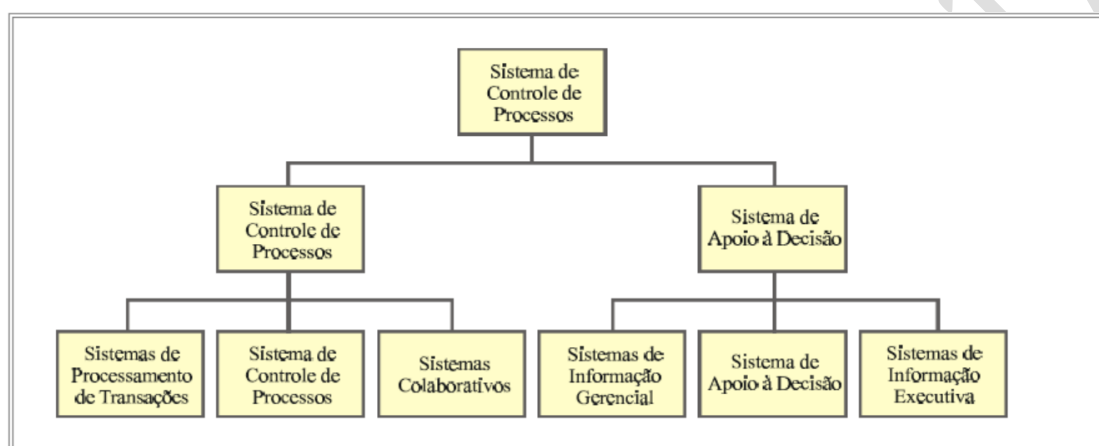 Sistema de
Controle de
Processos
Sistema de
Controle de
Processos
Sistema de
Apoio à Decisão
Sistemas de
Processamento
de Transações
Sistema de
Controle de
Processos
Sistemas
Colaborativos
Sistemas de
Informação
Gerencial
Sistema de
Apoio à Decisão
Sistemas de
Informação
Executiva